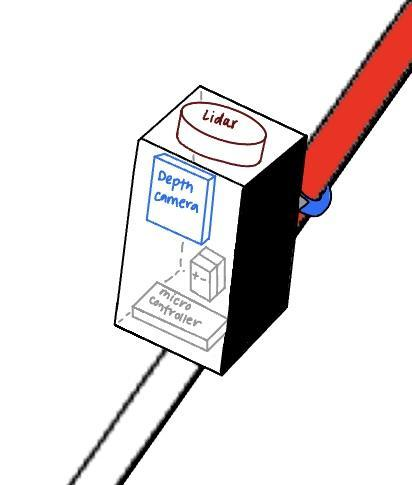 Lidar
Depth
camera
+-
micro
controller